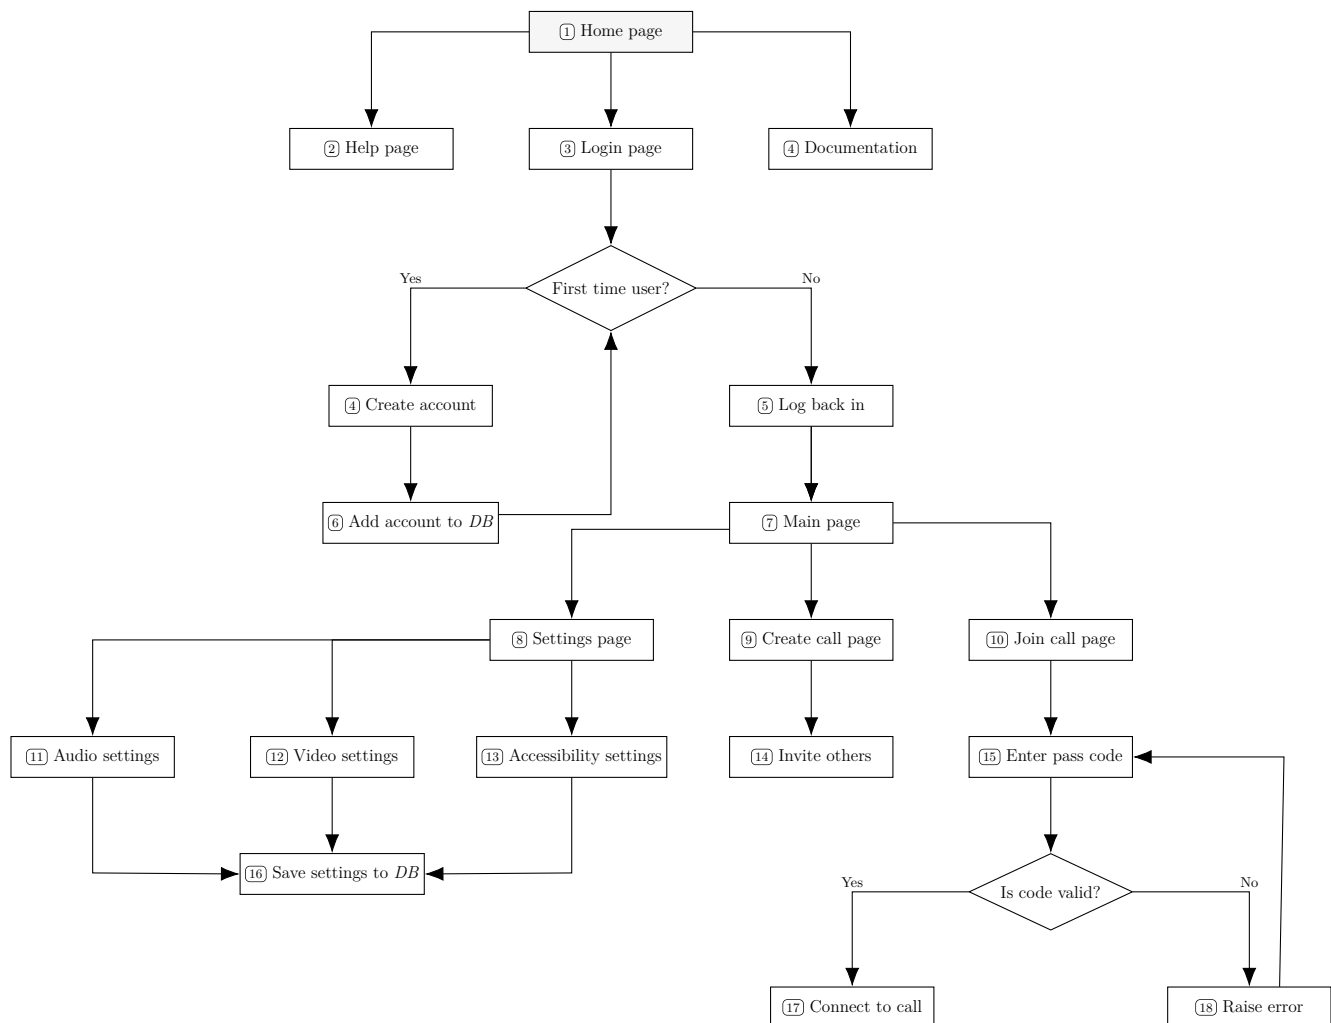 1 Home page
2 Help page
3 Login page
4 Documentation
First time user?
Yes
No
4 Create account
5 Log back in
6 Add account to DB
7 Main page
8 Settings page
9 Create call page
10 Join call page
11 Audio settings
12 Video settings
13 Accessibility settings
14 Invite others
15 Enter pass code
16 Save settings to DB
Is code valid?
Yes
No
17 Connect to call
18 Raise error